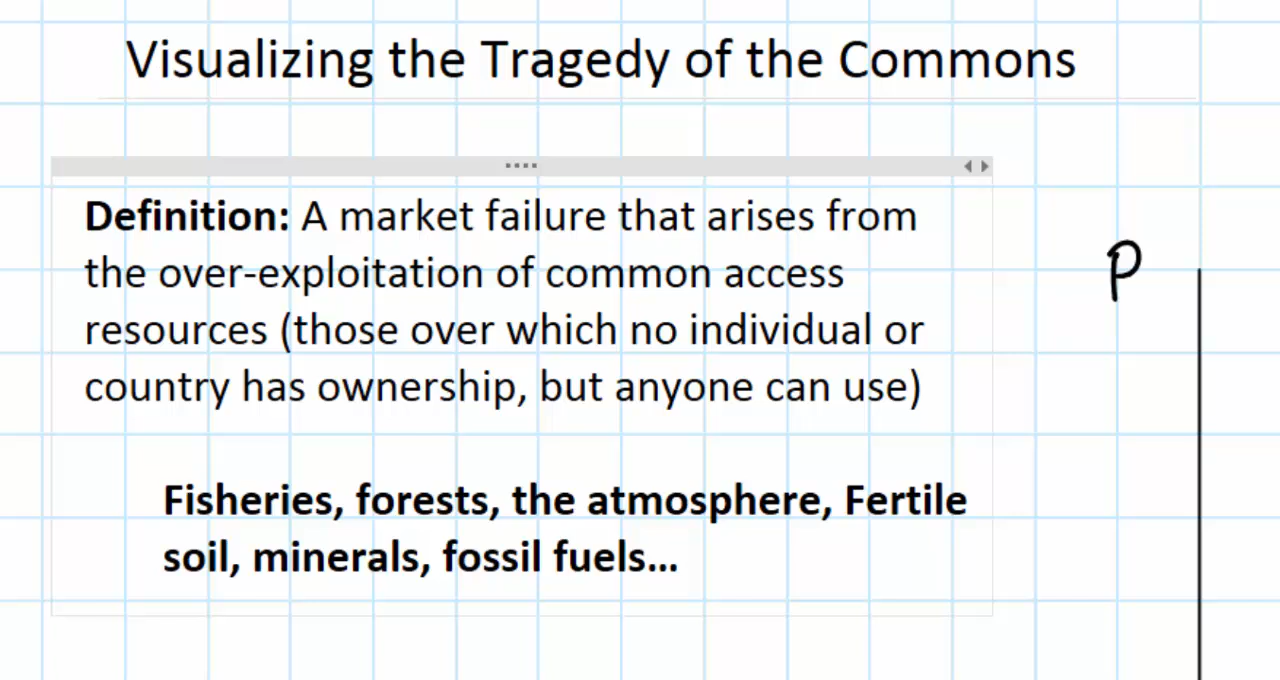 Visualizing the Tragedy of the Commons
Definition: A market failure that arises from
the over-exploitation of common access
resources (those over which no individual or
country has ownership, but anyone can use)
P
Fisheries, forests, the atmosphere, Fertile
soil, minerals, fossil fuels...